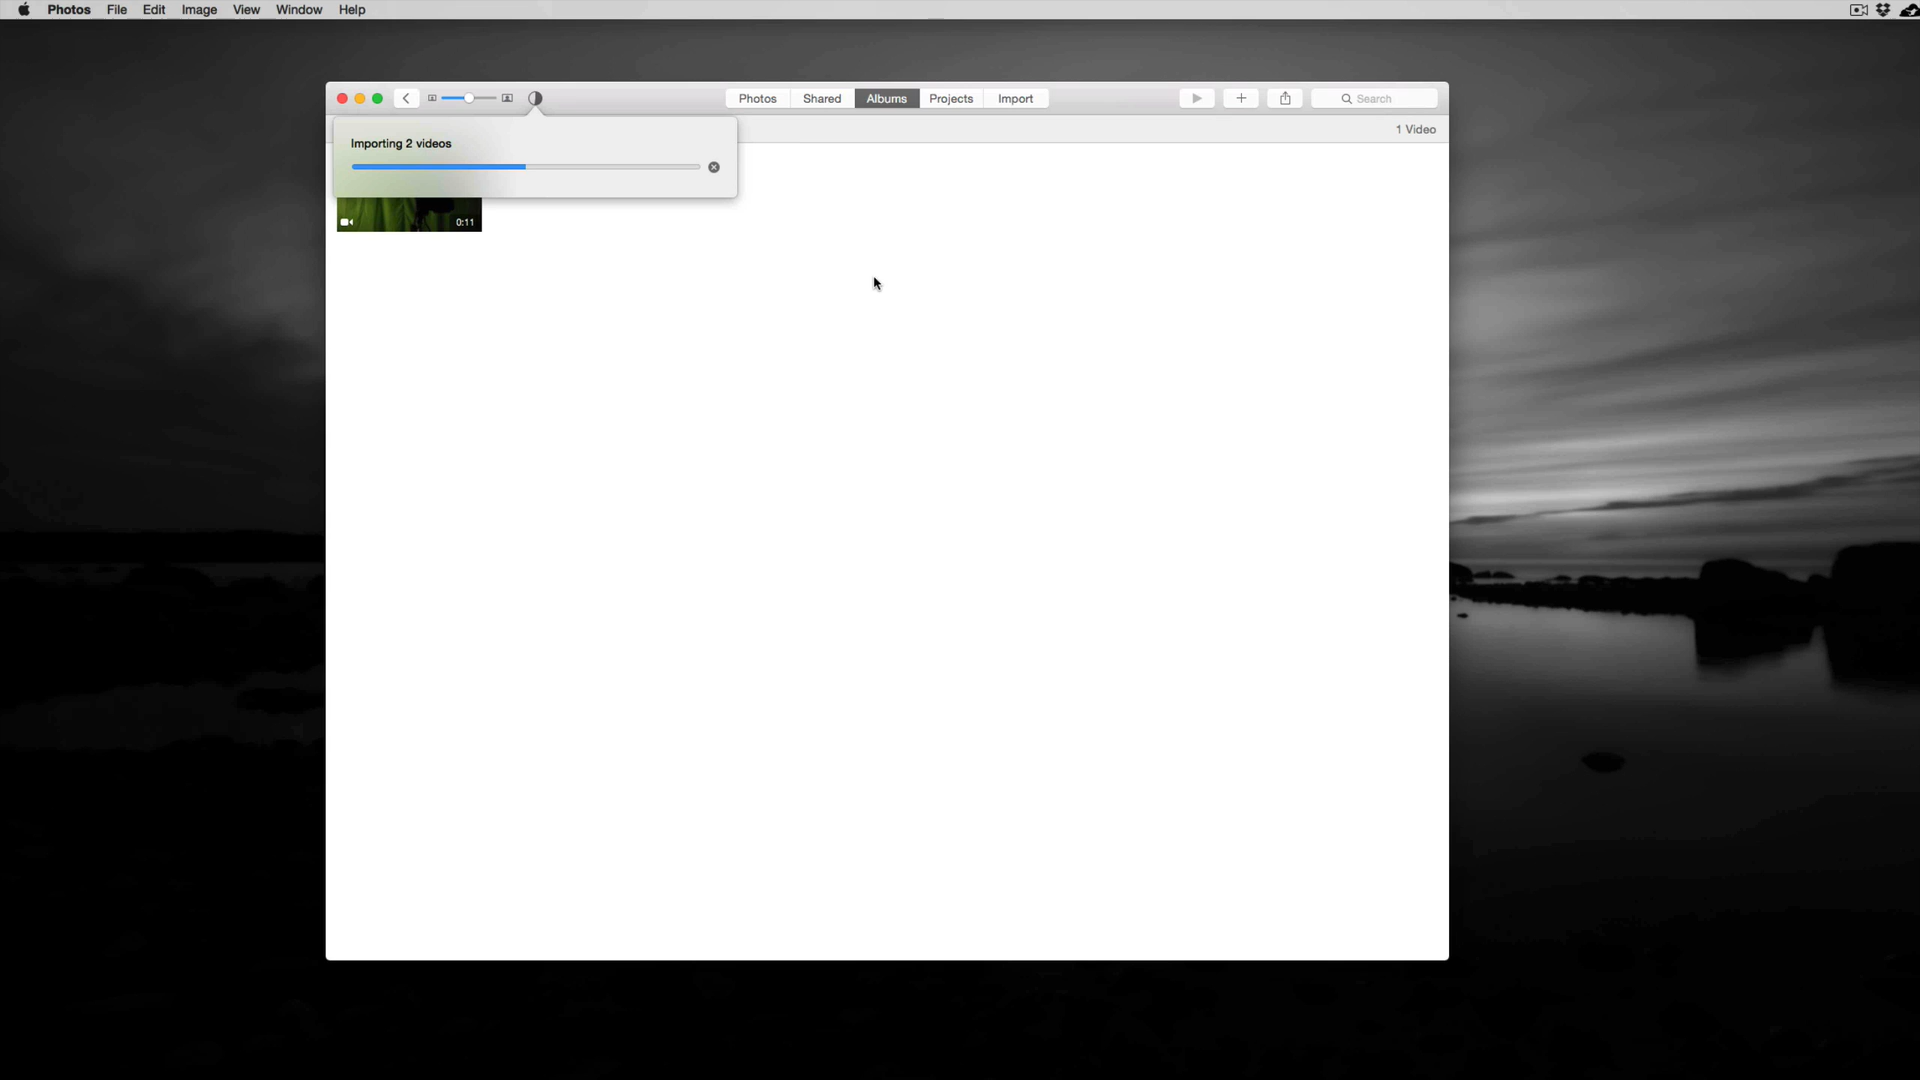 Photos File Edit Image View Window Help
Photos Shared Albums Projects Import Search
1 Video
Importing 2 videos
0:11